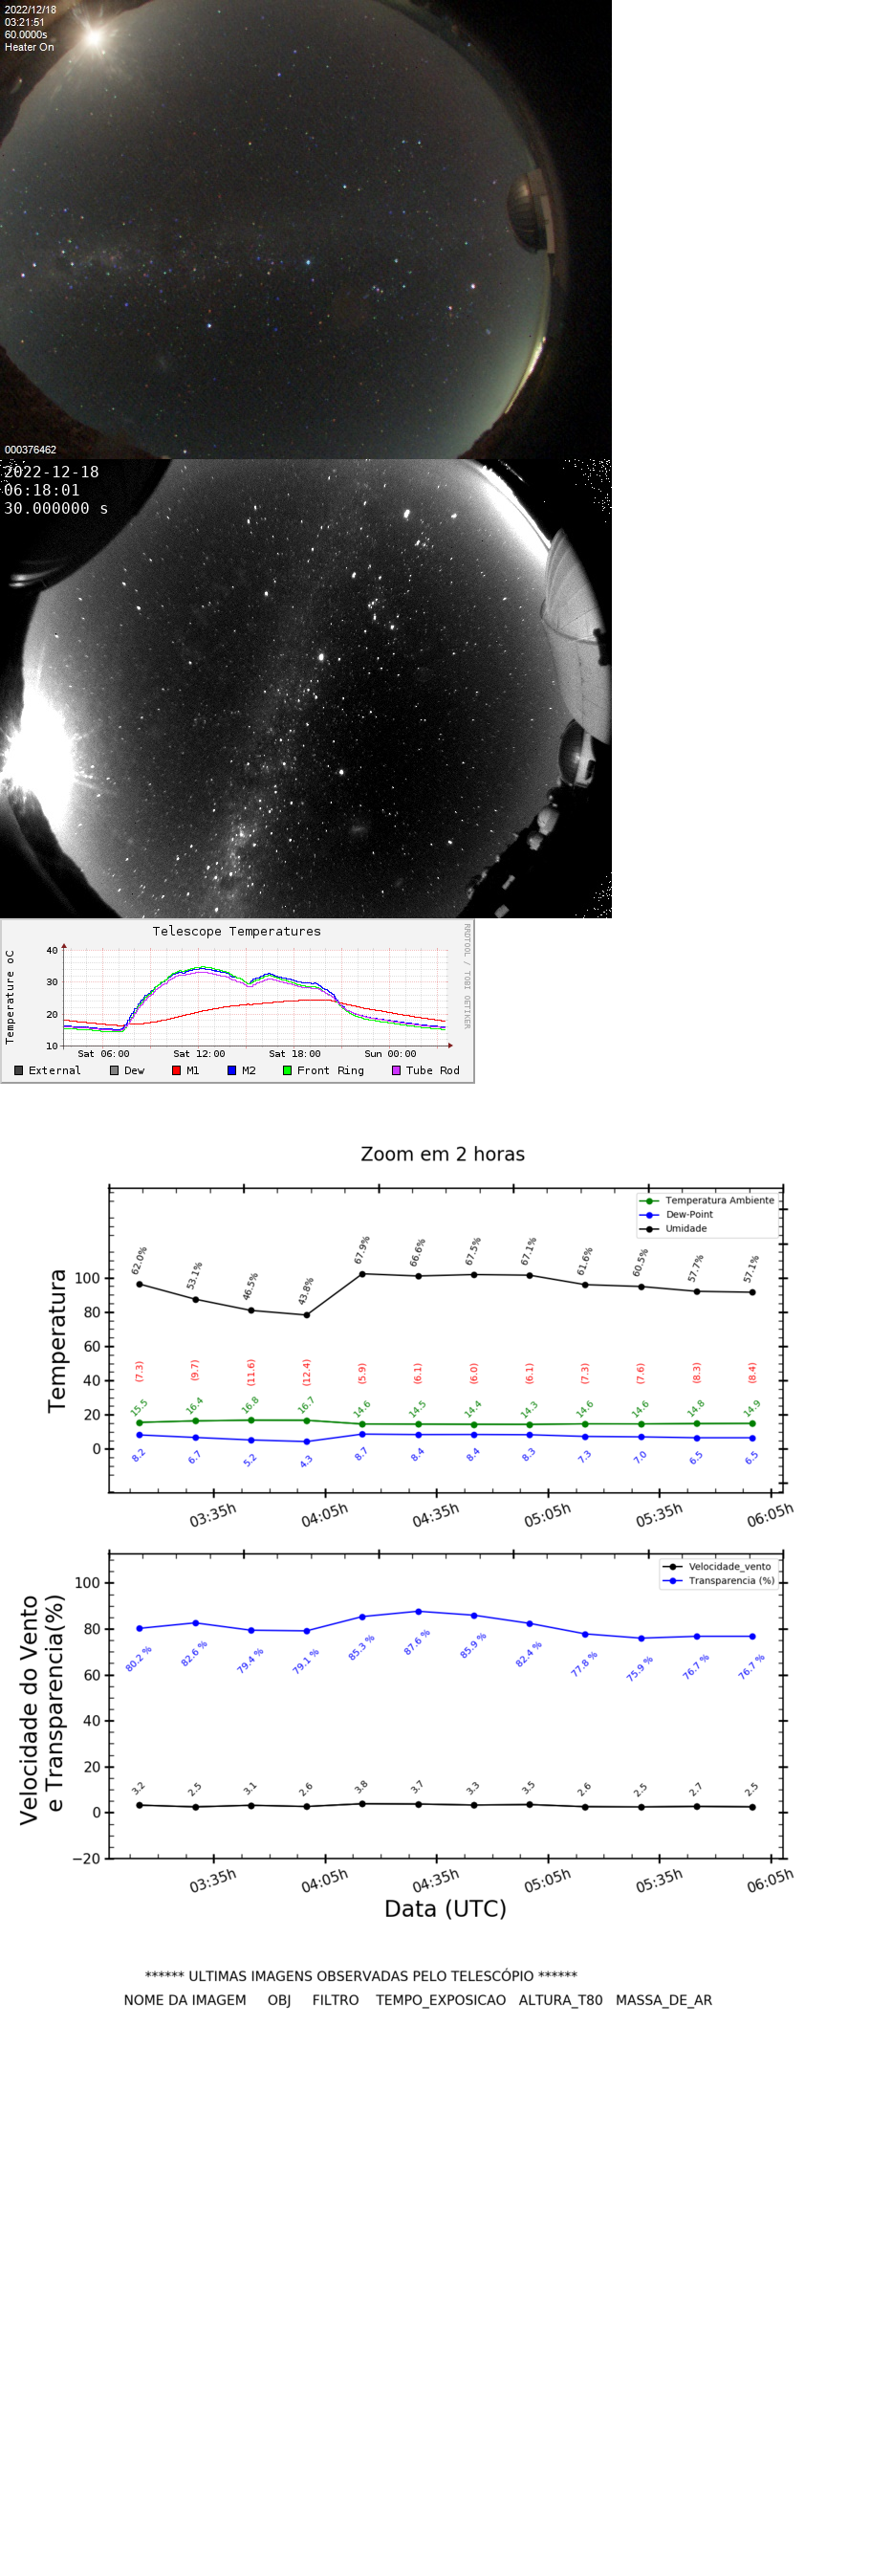 2022/12/18
03:21:51
60.0000s
Heater On
000376462
2022-12-18
06:18:01
30.000000 s
Telescope Temperatures
RRDTOOL / TOBI OETIKER
Temperature oC
40
30
20
10
Sat 06:00 Sat 12:00 Sat 18:00 Sun 00:00
External Dew M1 M2 Front Ring Tube Rod
Zoom em 2 horas
Temperatura
Temperatura Ambiente
Dew-Point
Umidade
100
80
60
40
20
0
62.0% 53.1% 46.5% 43.8% 67.9% 66.6% 67.5% 67.1% 61.6% 60.5% 57.7% 57.1%
(7.3) (9.7) (11.6) (12.4) (5.9) (6.1) (6.0) (6.1) (7.3) (7.6) (8.3) (8.4)
15.5 16.4 16.8 16.7 14.6 14.5 14.4 14.3 14.6 14.6 14.8 14.9
8.2 6.7 5.2 4.3 8.7 8.4 8.4 8.3 7.3 7.0 6.5 6.5
03:35h 04:05h 04:35h 05:05h 05:35h 06:05h
Velocidade do Vento
e Transparencia(%)
Velocidade_vento
Transparencia (%)
100
80
60
40
20
0
−20
80.2 % 82.6 % 79.4 % 79.1 % 85.3 % 87.6 % 85.9 % 82.4 % 77.8 % 75.9 % 76.7 % 76.7 %
3.2 2.5 3.1 2.6 3.8 3.7 3.3 3.5 2.6 2.5 2.7 2.5
03:35h 04:05h 04:35h 05:05h 05:35h 06:05h
Data (UTC)
****** ULTIMAS IMAGENS OBSERVADAS PELO TELESCÓPIO ******
NOME DA IMAGEM OBJ FILTRO TEMPO_EXPOSICAO ALTURA_T80 MASSA_DE_AR